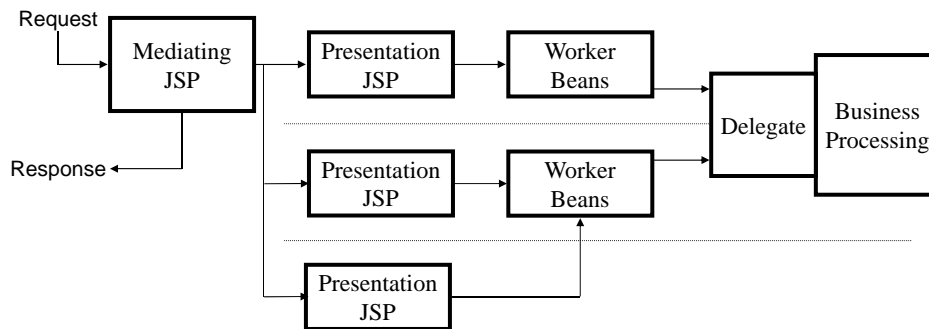 Request
Mediating
JSP
Response
Presentation
JSP
Worker
Beans
Delegate
Business
Processing
Presentation
JSP
Worker
Beans
Presentation
JSP